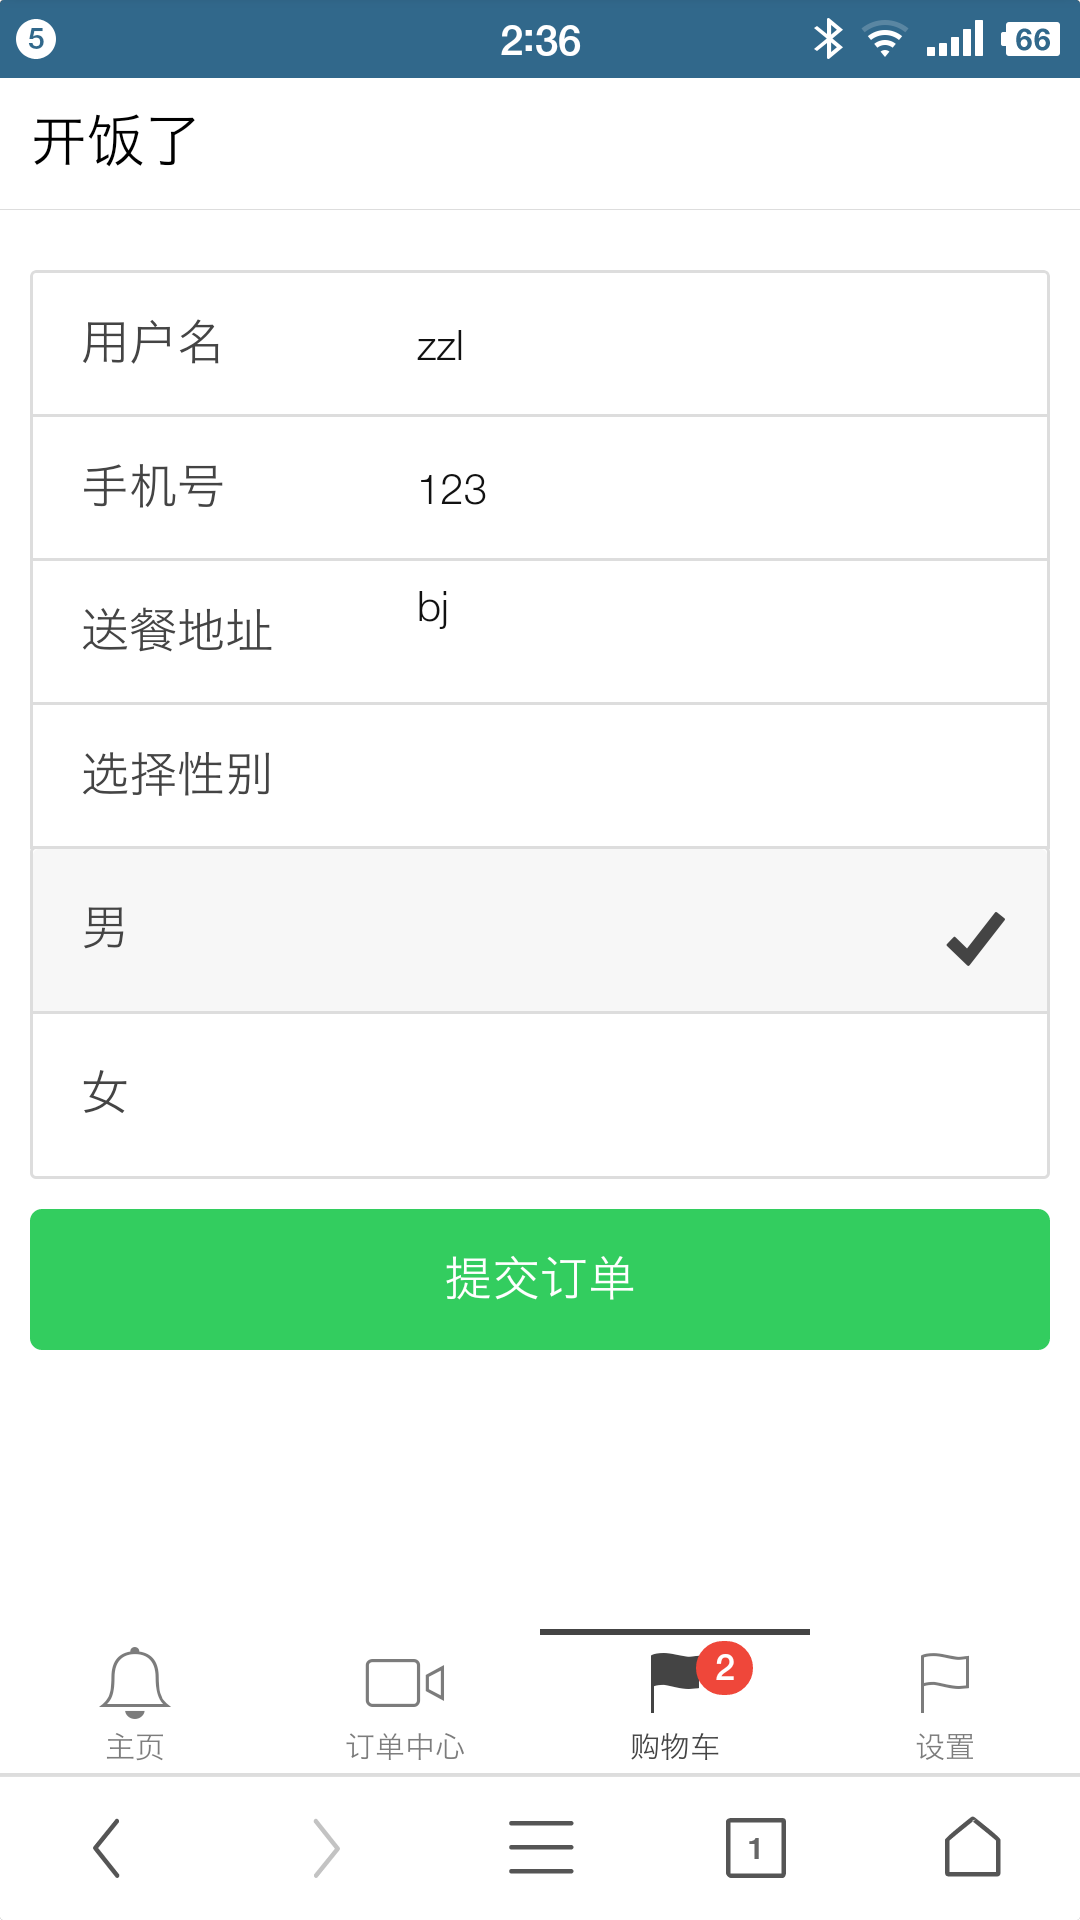 5 2:36 66
开饭了
用户名 zzl
手机号 123
送餐地址 bj
选择性别
男
女
提交订单
2
主页 订单中心 购物车 设置
1